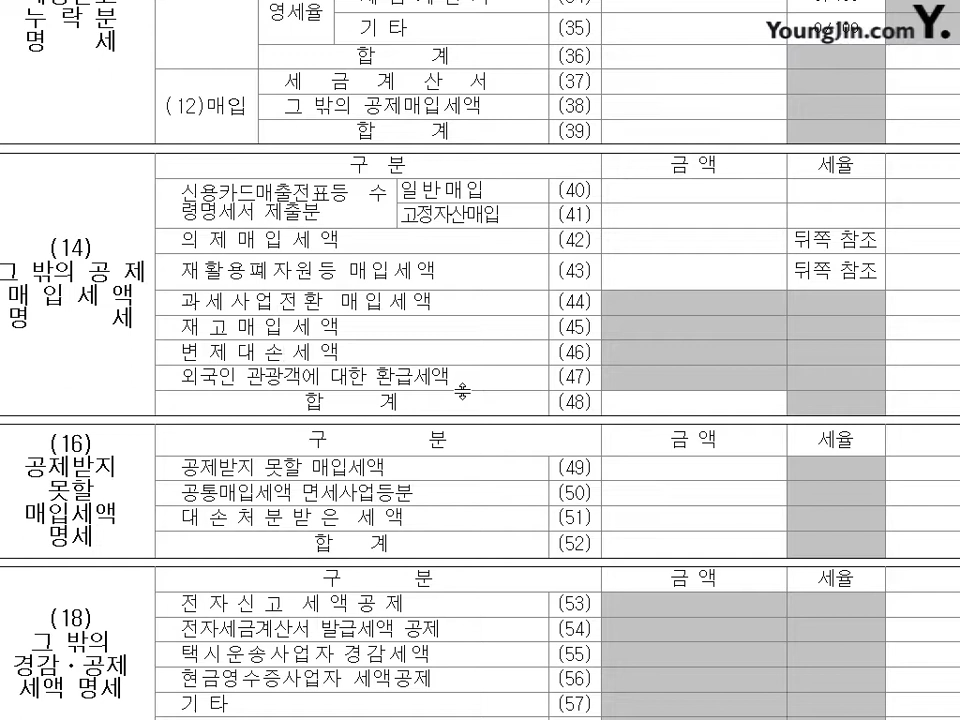 누 락 분
명 세
영세율
기 타 (35)
YoungJin.com Y.
합 계 (36)
(12)매입
세 금 계 산 서 (37)
그 밖의 공제매입세액 (38)
합 계 (39)
(14)
그 밖의 공 제
매 입 세 액
명 세
구 분 금 액 세율
신용카드매출전표등 수
령명세서 제출분
일반매입 (40)
고정자산매입 (41)
의 제 매 입 세 액 (42) 뒤쪽 참조
재활용폐자원등 매입세액 (43) 뒤쪽 참조
과세사업전환 매입세액 (44)
재 고 매 입 세 액 (45)
변 제 대 손 세 액 (46)
외국인 관광객에 대한 환급세액 (47)
합 계 (48)
(16)
공제받지
못할
매입세액
명세
구 분 금 액 세율
공제받지 못할 매입세액 (49)
공통매입세액 면세사업등분 (50)
대 손 처 분 받 은 세 액 (51)
합 계 (52)
(18)
그 밖의
경감·공제
세액 명세
구 분 금 액 세율
전 자 신 고 세 액 공 제 (53)
전자세금계산서 발급세액 공제 (54)
택시운송사업자 경감세액 (55)
현금영수증사업자 세액공제 (56)
기 타 (57)